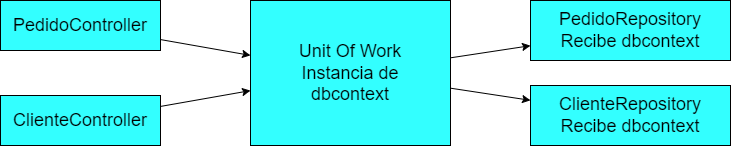 PedidoController
ClienteController
Unit Of Work
Instancia de
dbcontext
PedidoRepository
Recibe dbcontext
ClienteRepository
Recibe dbcontext